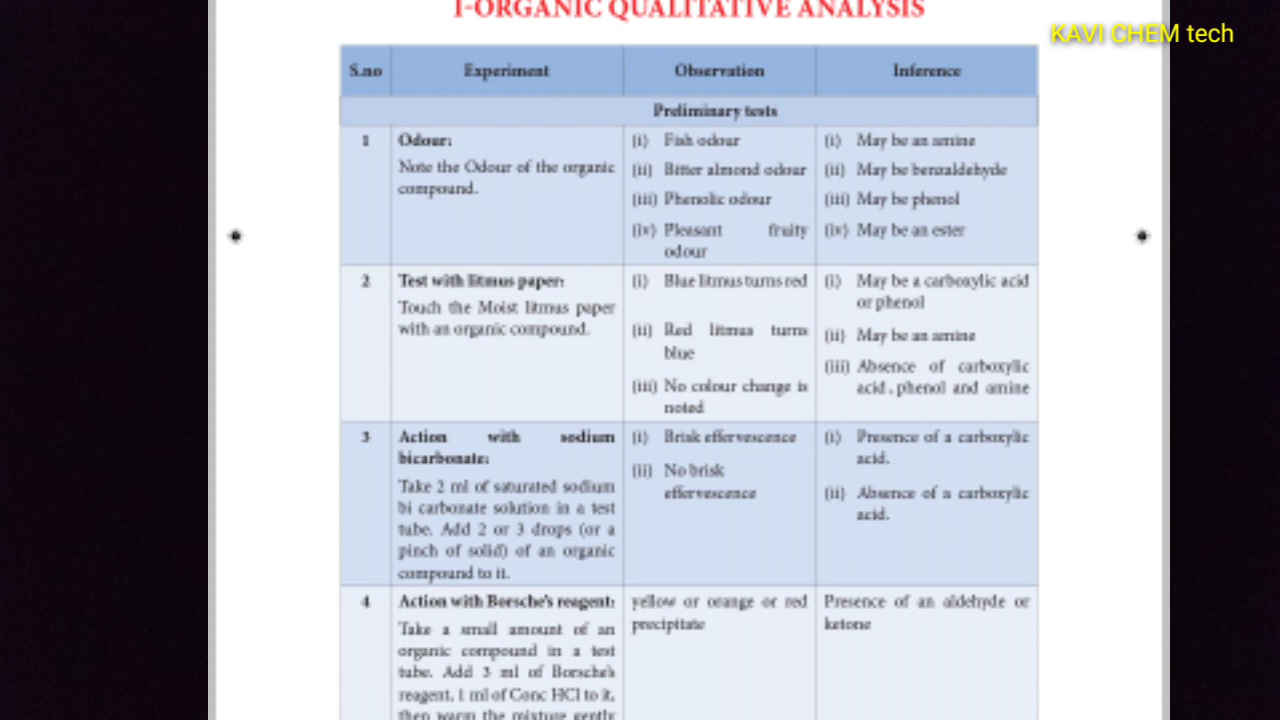 I-ORGANIC QUALITATIVE ANALYSIS
KAVI CHEM tech
S.no Experiment Observation Inference
Preliminary tests
1
Odour:
Note the Odour of the organic
compound.
(i) Fish odour
(ii) Bitter almond odour
(iii) Phenolic odour
(iv) Pleasant fruity
odour
(i) May be an amine
(ii) May be benzaldehyde
(iii) May be phenol
(iv) May be an ester
2
Test with litmus paper:
Touch the Moist litmus paper
with an organic compound.
(i) Blue litmus turns red
(ii) Red litmus turns
blue
(iii) No colour change is
noted
(i) May be a carboxylic acid
or phenol
(ii) May be an amine
(iii) Absence of carboxylic
acid , phenol and amine
3
Action with sodium
bicarbonate:
Take 2 ml of saturated sodium
bi carbonate solution in a test
tube. Add 2 or 3 drops (or a
pinch of solid) of an organic
compound to it.
(i) Brisk effervescence
(ii) No brisk
effervescence
(i) Presence of a carboxylic
acid.
(ii) Absence of a carboxylic
acid.
4
Action with Borsche's reagent:
Take a small amount of an
organic compound in a test
tube. Add 3 ml of Borsche's
reagent, 1 ml of Conc HCl to it,
then warm the mixture gently
yellow or orange or red
precipitate
Presence of an aldehyde or
ketone